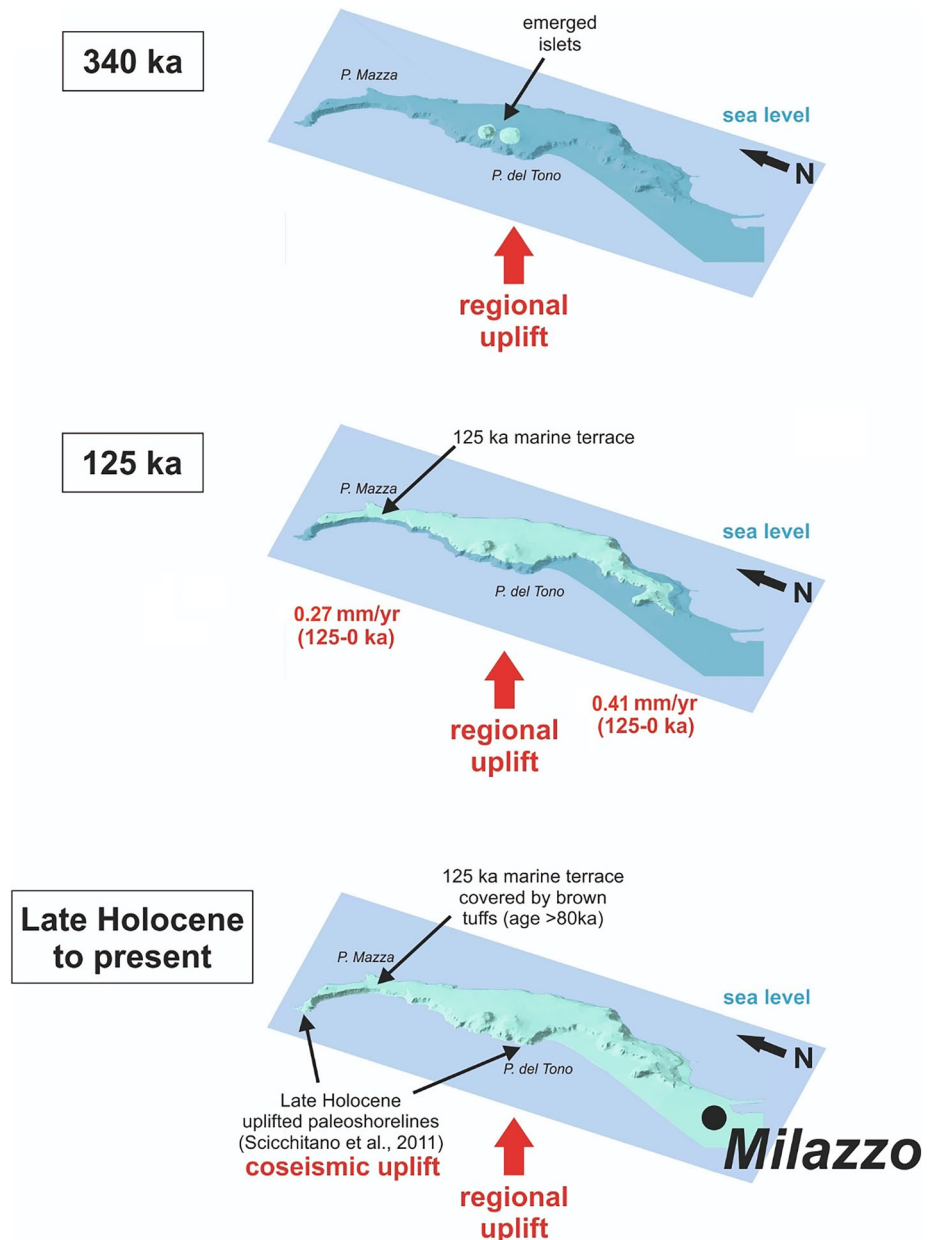 340 ka
emerged
islets
P. Mazza
sea level
N
P. del Tono
regional
uplift
125 ka
125 ka marine terrace
P. Mazza
sea level
N
P. del Tono
0.27 mm/yr
(125-0 ka)
0.41 mm/yr
(125-0 ka)
regional
uplift
Late Holocene
to present
125 ka marine terrace
covered by brown
tuffs (age >80ka)
P. Mazza
sea level
N
P. del Tono
Late Holocene
uplifted paleoshorelines
(Scicchitano et al., 2011)
coseismic uplift
Milazzo
regional
uplift